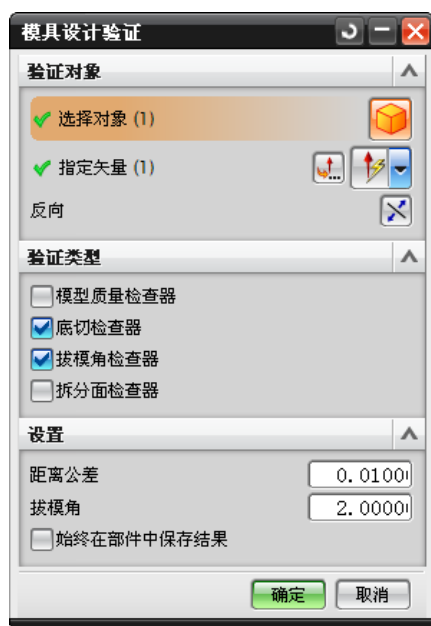 模具设计验证
验证对象
选择对象 (1)
指定矢量 (1)
反向
验证类型
模型质量检查器
底切检查器
拔模角检查器
拆分面检查器
设置
距离公差 0.0100
拔模角 2.0000
始终在部件中保存结果
确定 取消